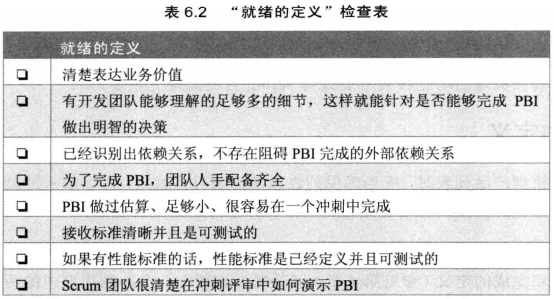 表 6.2 “就绪的定义”检查表
就绪的定义
清楚表达业务价值
有开发团队能够理解的足够多的细节，这样就能针对是否能够完成 PBI
做出明智的决策
已经识别出依赖关系，不存在阻碍 PBI 完成的外部依赖关系
为了完成 PBI，团队人手配备齐全
PBI 做过估算、足够小、很容易在一个冲刺中完成
接收标准清晰并且是可测试的
如果有性能标准的话，性能标准是已经定义并且可测试的
Scrum 团队很清楚在冲刺评审中如何演示 PBI